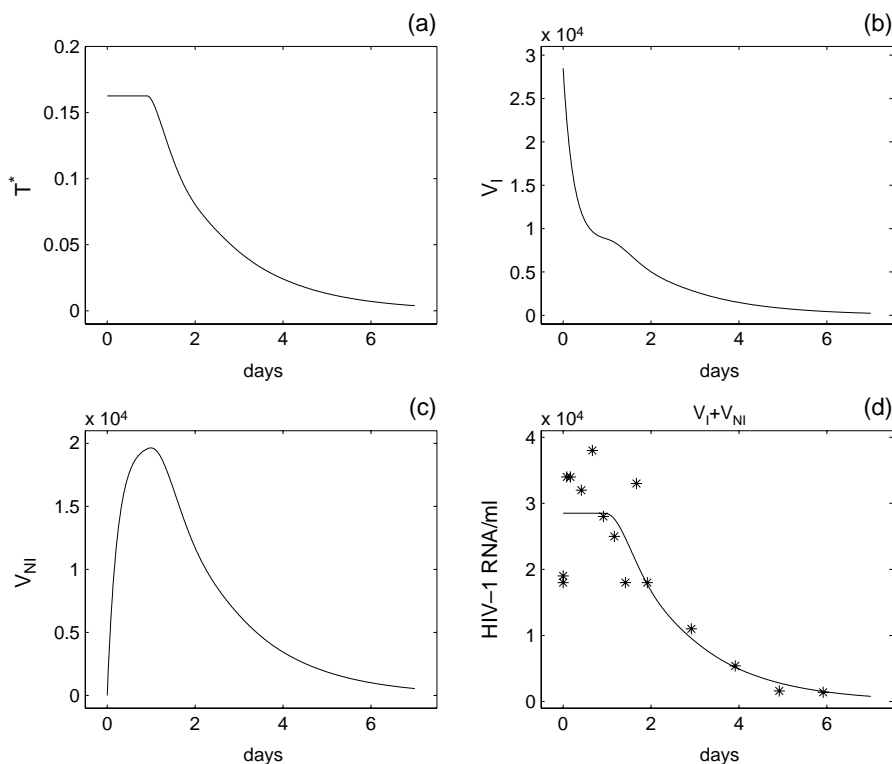 (a)
0.2
0.15
0.1
0.05
0
T*
0 2 4 6
days
(b)
x 10^4
3
2.5
2
1.5
1
0.5
0
V_I
0 2 4 6
days
(c)
x 10^4
2
1.5
1
0.5
0
V_NI
0 2 4 6
days
(d)
V_I+V_NI
x 10^4
4
3
2
1
0
HIV–1 RNA/ml
0 2 4 6
days